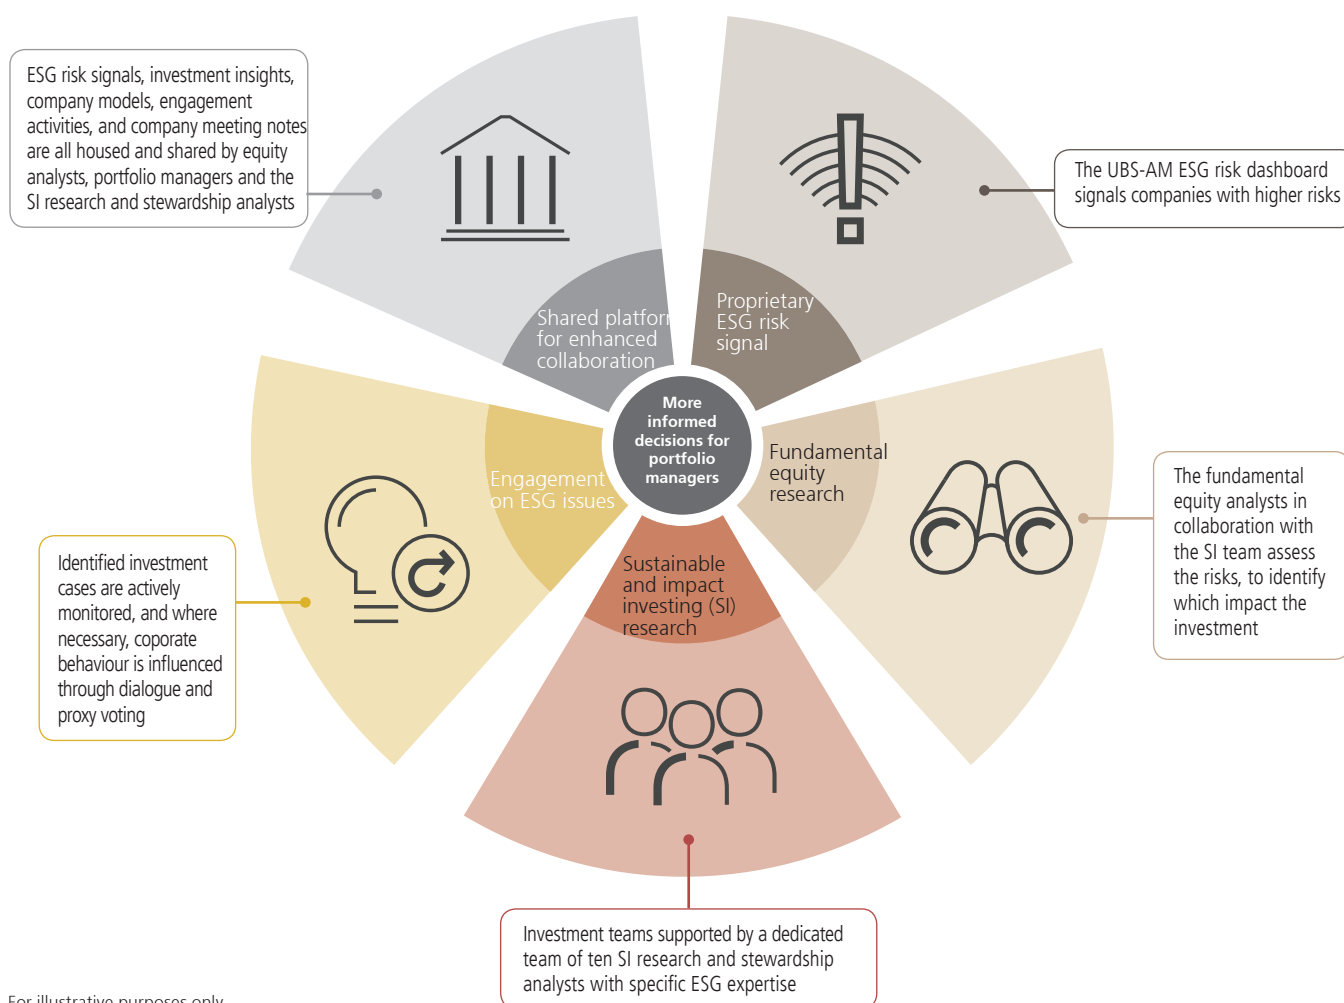 ESG risk signals, investment insights,
company models, engagement
activities, and company meeting notes
are all housed and shared by equity
analysts, portfolio managers and the
SI research and stewardship analysts
The UBS-AM ESG risk dashboard
signals companies with higher risks
Shared platform
for enhanced
collaboration
Proprietary
ESG risk
signal
More
informed
decisions for
portfolio
managers
Engagement
on ESG issues
Fundamental
equity
research
Sustainable
and impact
investing (SI)
research
The fundamental
equity analysts in
collaboration with
the SI team assess
the risks, to identify
which impact the
investment
Identified investment
cases are actively
monitored, and where
necessary, coporate
behaviour is influenced
through dialogue and
proxy voting
Investment teams supported by a dedicated
team of ten SI research and stewardship
analysts with specific ESG expertise
For illustrative purposes only